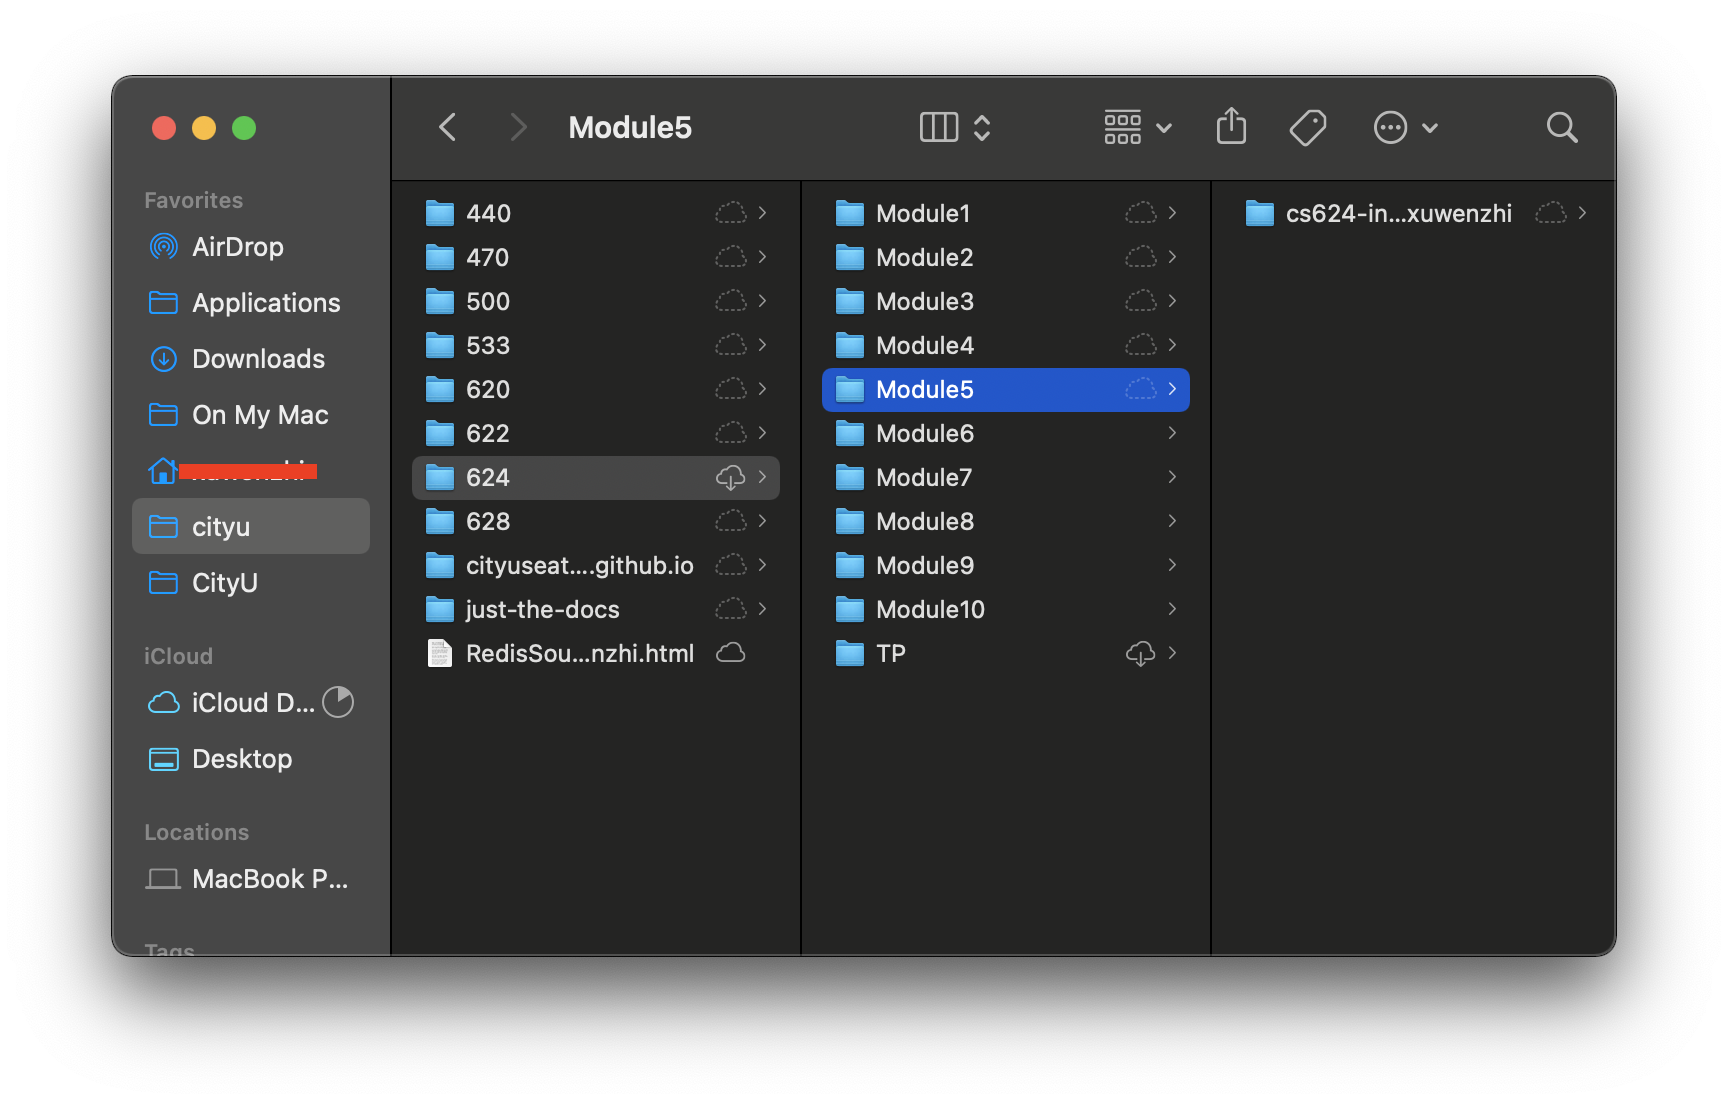 Module5
Favorites
AirDrop
Applications
Downloads
On My Mac
cityu
CityU
iCloud
iCloud D...
Desktop
Locations
MacBook P...
Tags
440
470
500
533
620
622
624
628
cityuseat....github.io
just-the-docs
RedisSou...nzhi.html
Module1
Module2
Module3
Module4
Module5
Module6
Module7
Module8
Module9
Module10
TP
cs624-in...xuwenzhi